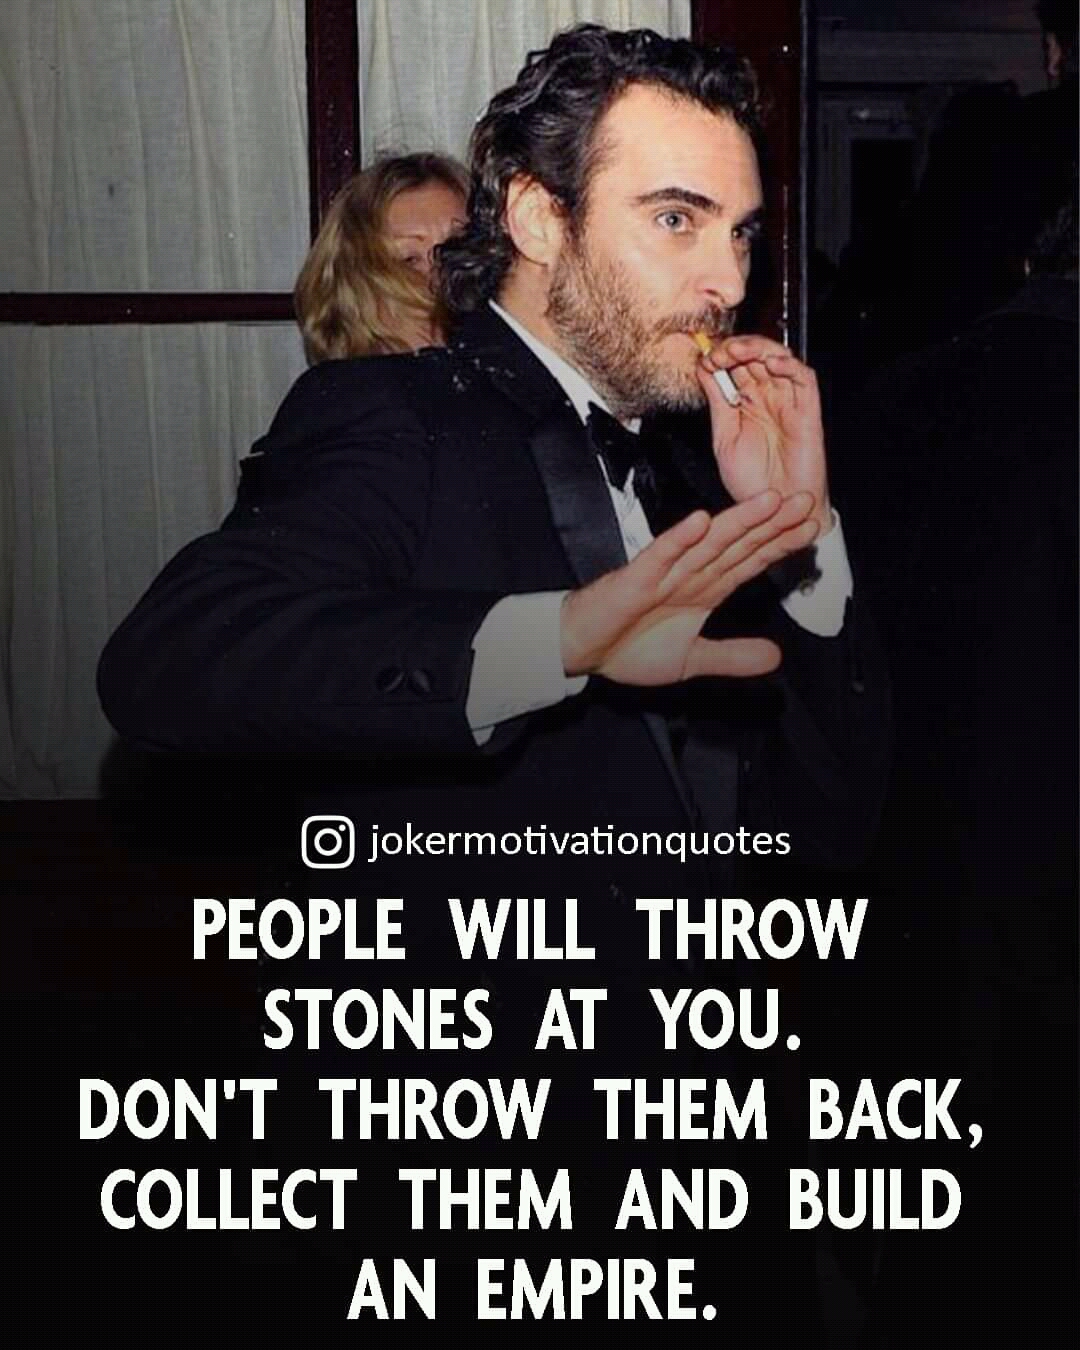 jokermotivationquotes
PEOPLE WILL THROW
STONES AT YOU.
DON'T THROW THEM BACK,
COLLECT THEM AND BUILD
AN EMPIRE.